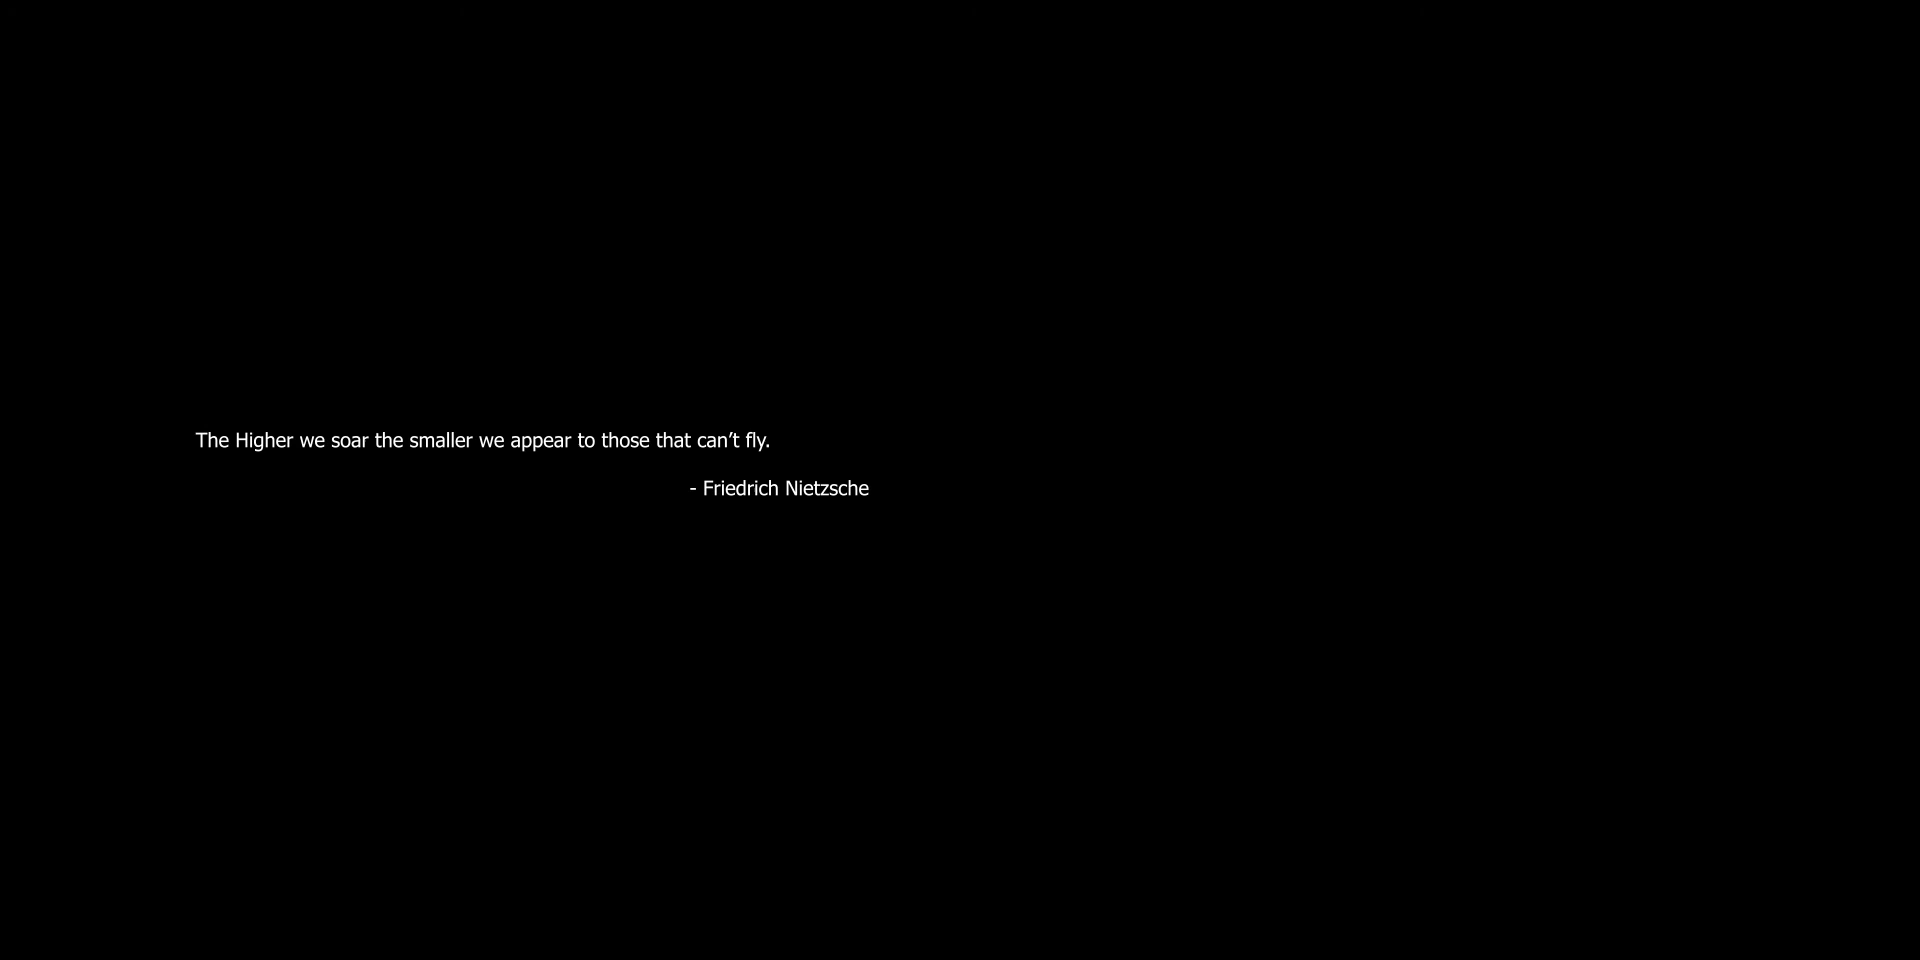 The Higher we soar the smaller we appear to those that can’t fly.
- Friedrich Nietzsche